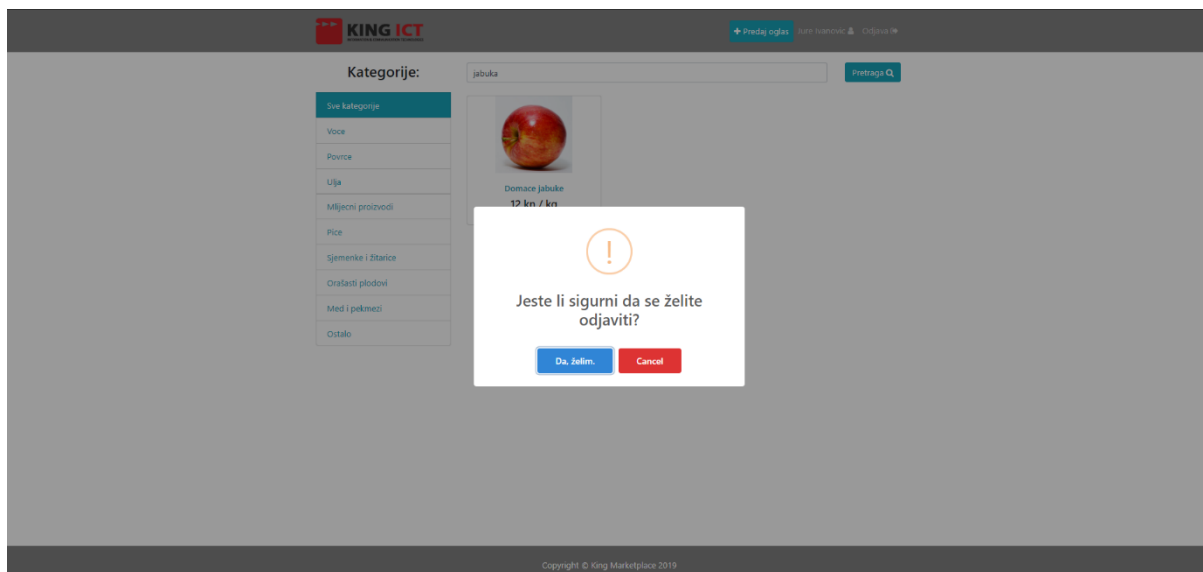 KING ICT
Predaj oglas Jure Ivanovic Odjava
Kategorije:
jabuka
Pretraga
Sve kategorije
Voce
Povrce
Ulja
Mlijecni proizvodi
Pice
Sjemenke i žitarice
Orašasti plodovi
Med i pekmezi
Ostalo
Domace jabuke
12 kn / kg
Jeste li sigurni da se želite
odjaviti?
Da, želim.
Cancel
Copyright © King Marketplace 2019